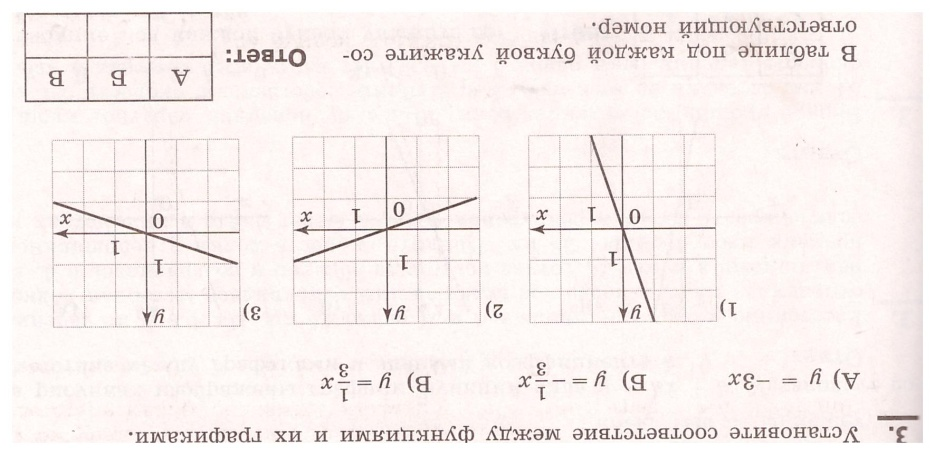 3. Установите соответствие между функциями и их графиками.
А) y = −3x Б) y = −1/3 x В) y = 1/3 x
1) y 1 0 1 x
2) y 1 0 1 x
3) y 1 0 1 x
В таблице под каждой буквой укажите со-
ответствующий номер.
Ответ:
А Б В